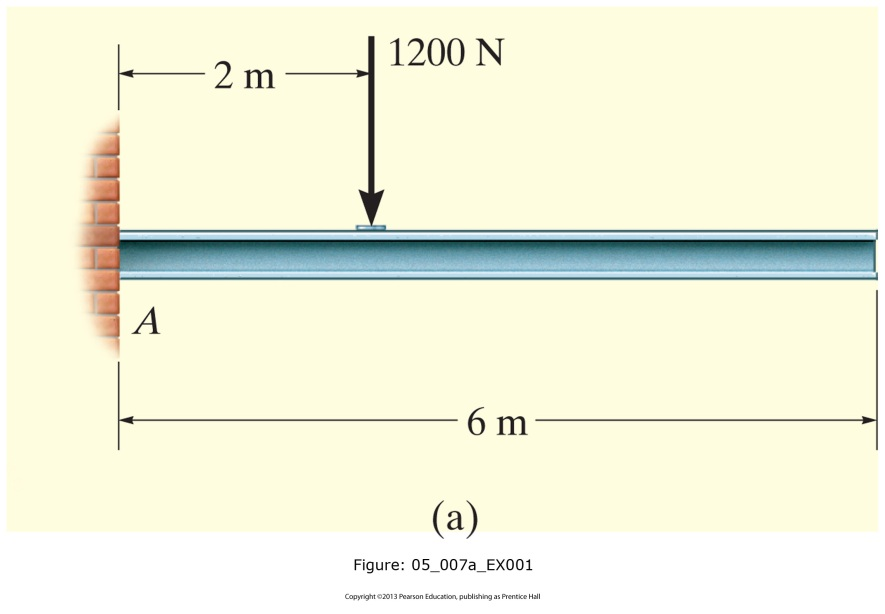 1200 N
2 m
A
6 m
(a)
Figure: 05_007a_EX001
Copyright ©2013 Pearson Education, publishing as Prentice Hall